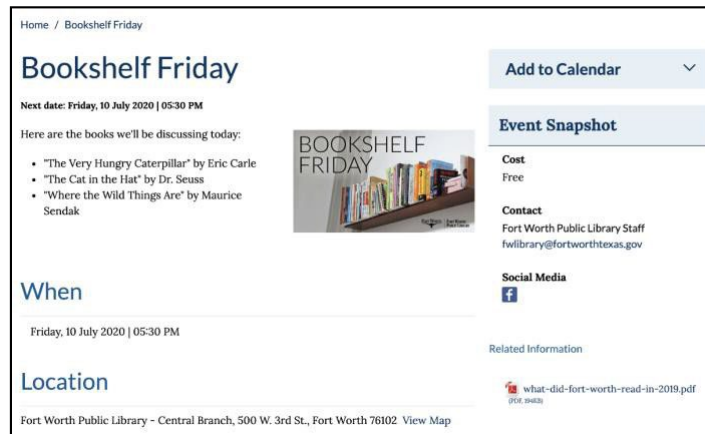 Home / Bookshelf Friday
Bookshelf Friday
Next date: Friday, 10 July 2020 | 05:30 PM
Here are the books we'll be discussing today:
• "The Very Hungry Caterpillar" by Eric Carle
• "The Cat in the Hat" by Dr. Seuss
• "Where the Wild Things Are" by Maurice
Sendak
BOOKSHELF
FRIDAY
When
Friday, 10 July 2020 | 05:30 PM
Location
Fort Worth Public Library - Central Branch, 500 W. 3rd St., Fort Worth 76102 View Map
Add to Calendar
Event Snapshot
Cost
Free
Contact
Fort Worth Public Library Staff
fwlibrary@fortworthtexas.gov
Social Media
Related Information
what-did-fort-worth-read-in-2019.pdf